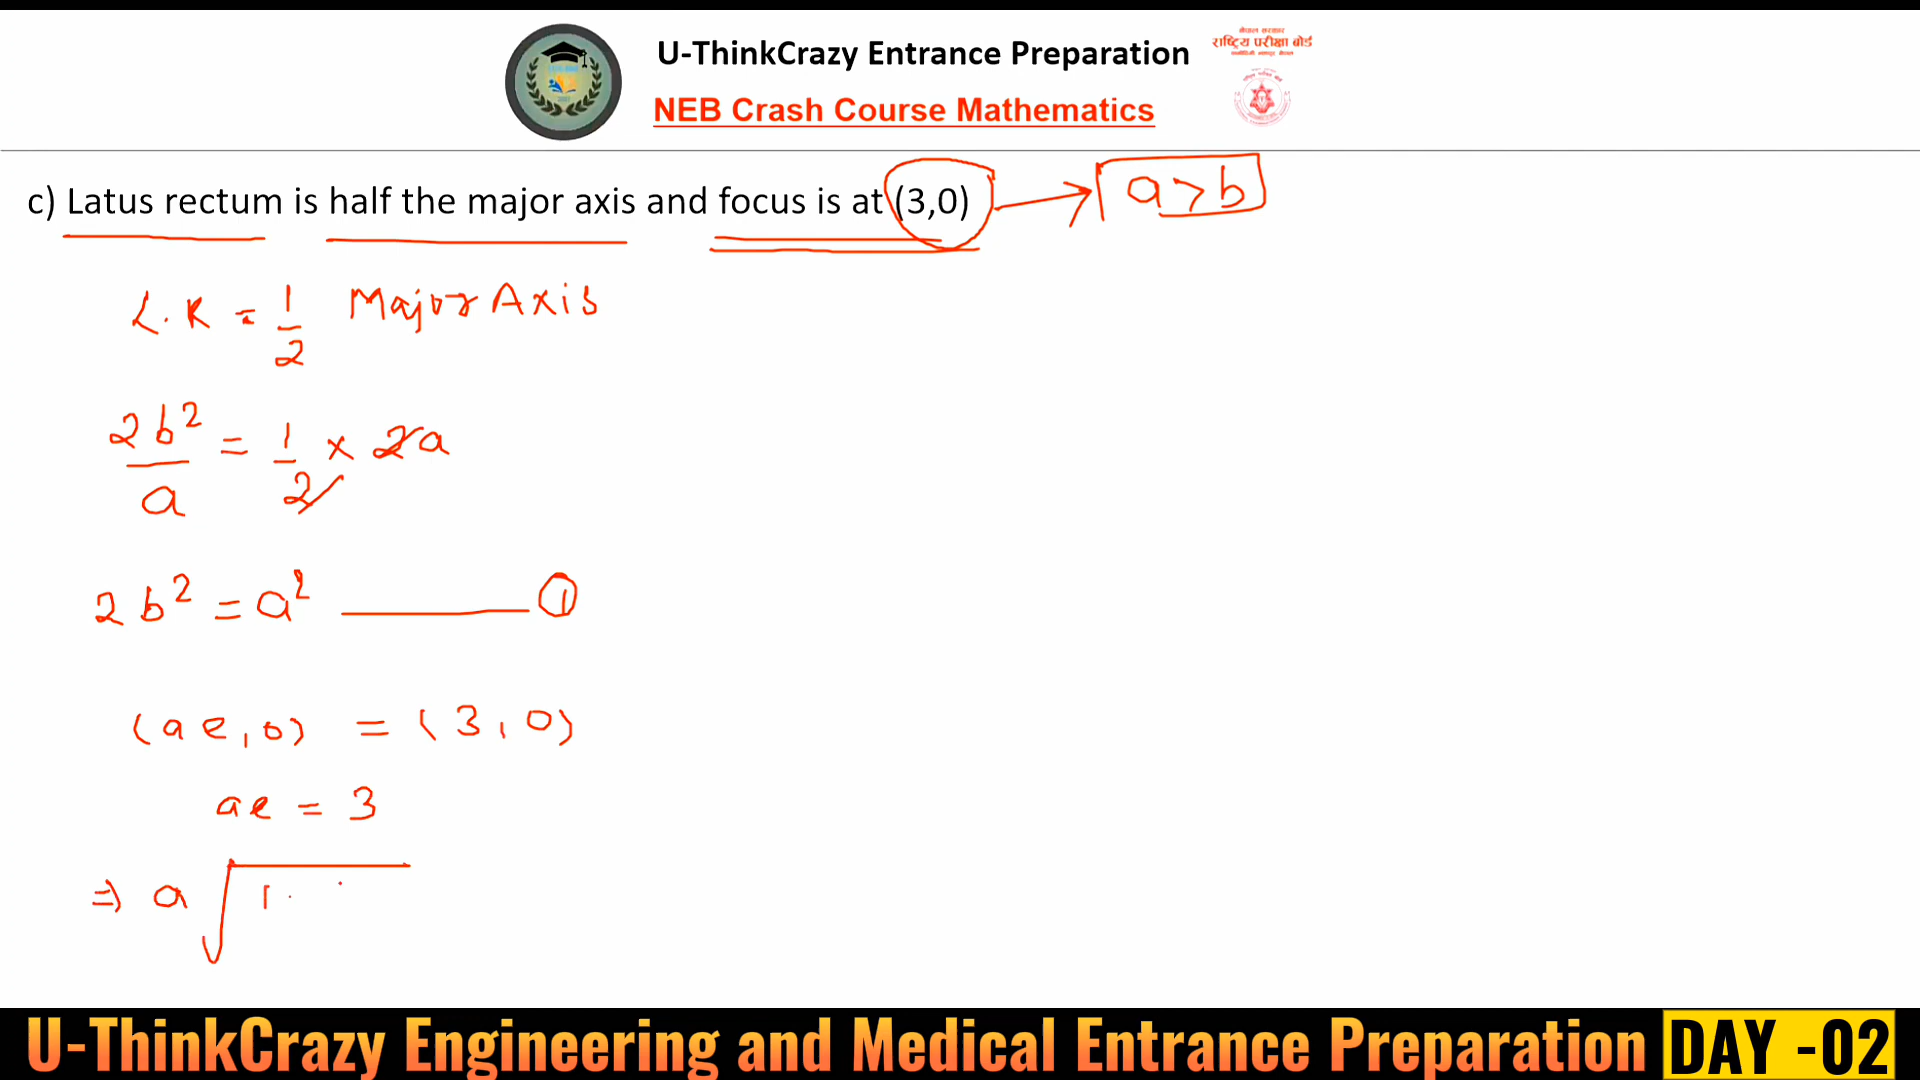 U-ThinkCrazy Entrance Preparation
नेपाल सरकार
राष्ट्रिय परीक्षा बोर्ड
NEB Crash Course Mathematics
c) Latus rectum is half the major axis and focus is at (3,0) → a>b
L.R = 1/2 Major Axis
2b²/a = 1/2 × 2a
2b² = a² ——— ①
(ae,0) = (3,0)
ae = 3
⇒ a√1
U-ThinkCrazy Engineering and Medical Entrance Preparation DAY -02